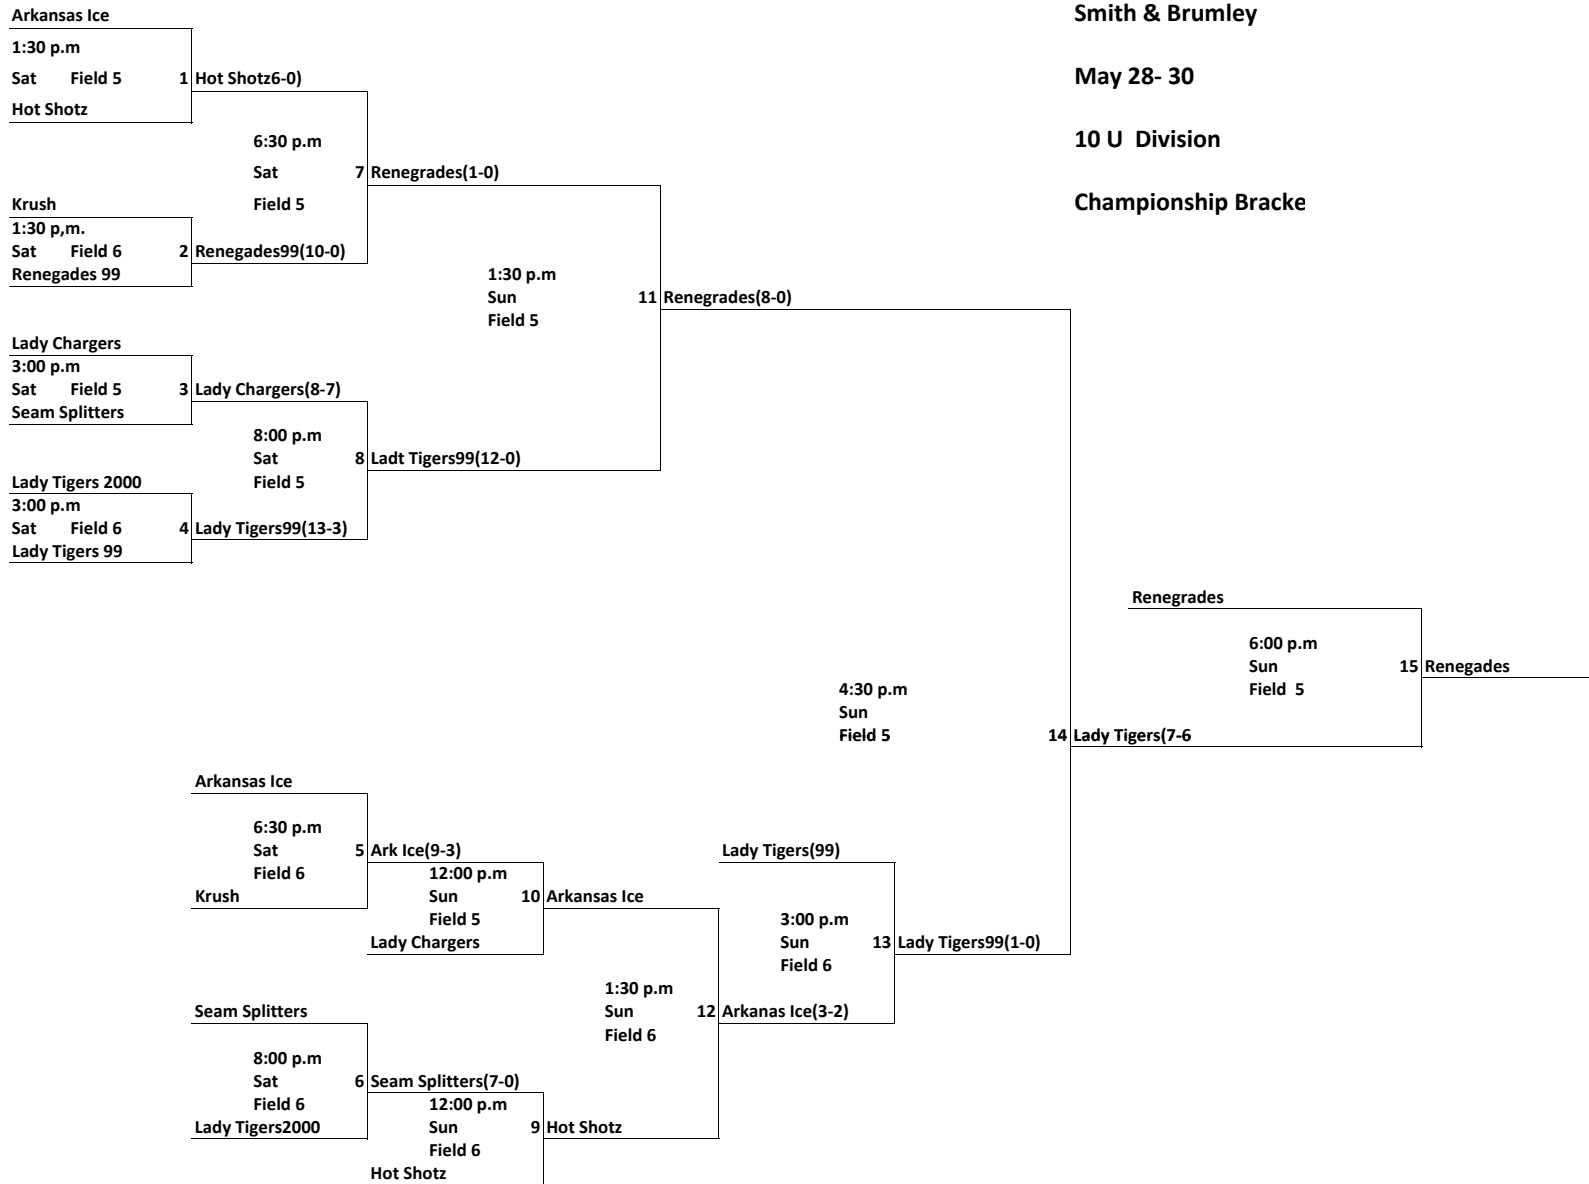 Arkansas Ice
Smith & Brumley
1:30 p.m
Sat Field 5 1 Hot Shotz6-0)
May 28- 30
Hot Shotz
6:30 p.m
10 U Division
Sat 7 Renegrades(1-0)
Krush Field 5
Championship Bracke
1:30 p,m.
Sat Field 6 2 Renegades99(10-0)
Renegades 99
1:30 p.m
Sun 11 Renegrades(8-0)
Field 5
Lady Chargers
3:00 p.m
Sat Field 5 3 Lady Chargers(8-7)
Seam Splitters
8:00 p.m
Sat 8 Ladt Tigers99(12-0)
Lady Tigers 2000 Field 5
3:00 p.m
Sat Field 6 4 Lady Tigers99(13-3)
Lady Tigers 99
Renegrades
6:00 p.m
Sun 15 Renegades
Field 5
4:30 p.m
Sun
Field 5 14 Lady Tigers(7-6
Arkansas Ice
6:30 p.m
Sat 5 Ark Ice(9-3) Lady Tigers(99)
Field 6 12:00 p.m
Krush Sun 10 Arkansas Ice
Field 5 3:00 p.m
Lady Chargers Sun 13 Lady Tigers99(1-0)
Field 6
1:30 p.m
Seam Splitters Sun 12 Arkanas Ice(3-2)
Field 6
8:00 p.m
Sat 6 Seam Splitters(7-0)
Field 6 12:00 p.m
Lady Tigers2000 Sun 9 Hot Shotz
Field 6
Hot Shotz